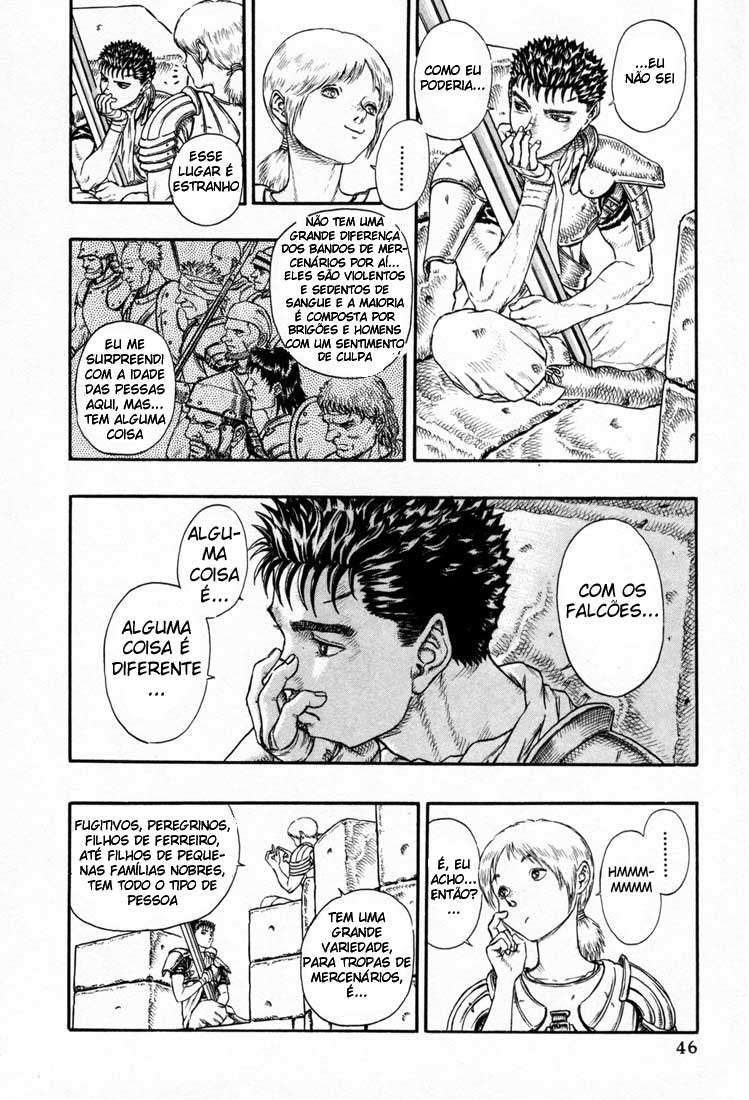 ...EU
NÃO SEI
COMO EU
PODERIA...
.........
ESSE
LUGAR É
ESTRANHO
NÃO TEM UMA
GRANDE DIFERENÇA
DOS BANDOS DE MER-
CENÁRIOS POR AÍ...
ELES SÃO VIOLENTOS
E SEDENTOS DE
SANGUE E A MAIORIA
É COMPOSTA POR
BRIGÕES E HOMENS
COM UM SENTIMENTO
DE CULPA
EU ME
SURPREENDI
COM A IDADE
DAS PESSAS
AQUI, MAS...
TEM ALGUMA
COISA
COM OS
FALCÕES...
ALGU-
MA
COISA
É...
ALGUMA
COISA É
DIFERENTE
...
.........
HMMM-
MMMM
É, EU
ACHO...
ENTÃO?
...
FUGITIVOS, PEREGRINOS,
FILHOS DE FERREIRO,
ATÉ FILHOS DE PEQUE-
NAS FAMÍLIAS NOBRES,
TEM TODO O TIPO DE
PESSOA
TEM UMA
GRANDE
VARIEDADE,
PARA TROPAS DE
MERCENÁRIOS,
É...
46